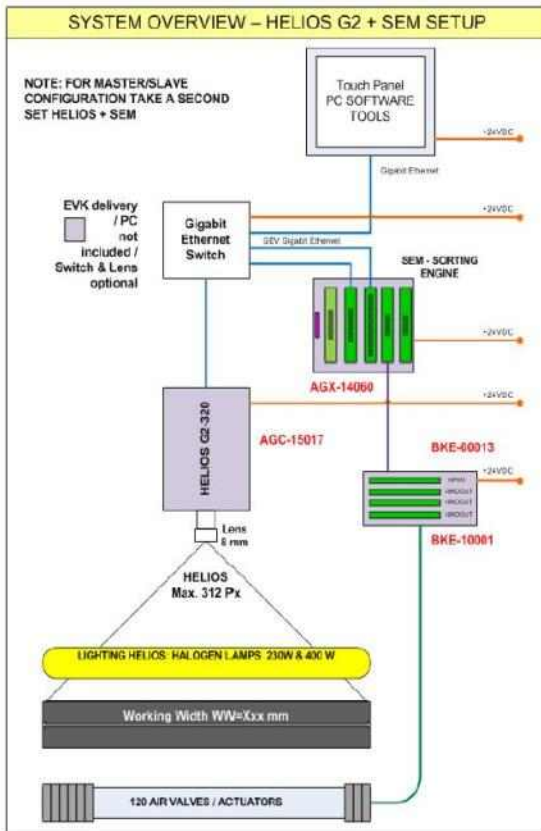 SYSTEM OVERVIEW – HELIOS G2 + SEM SETUP
NOTE: FOR MASTER/SLAVE
CONFIGURATION TAKE A SECOND
SET HELIOS + SEM
Touch Panel
PC SOFTWARE
TOOLS
+24VDC
Gigabit Ethernet
EVK delivery
/ PC
not
included /
Switch & Lens
optional
Gigabit
Ethernet
Switch
+24VDC
GEV Gigabit Ethernet
SEM - SORTING
ENGINE
+24VDC
AGX-14060
HELIOS G2-320
AGC-15017
+24VDC
BKE-00013
+24VDC
BKE-10001
Lens
8 mm
HELIOS
Max. 312 Px
LIGHTING HELIOS: HALOGEN LAMPS 230W & 400 W
Working Width WW=Xxx mm
120 AIR VALVES / ACTUATORS